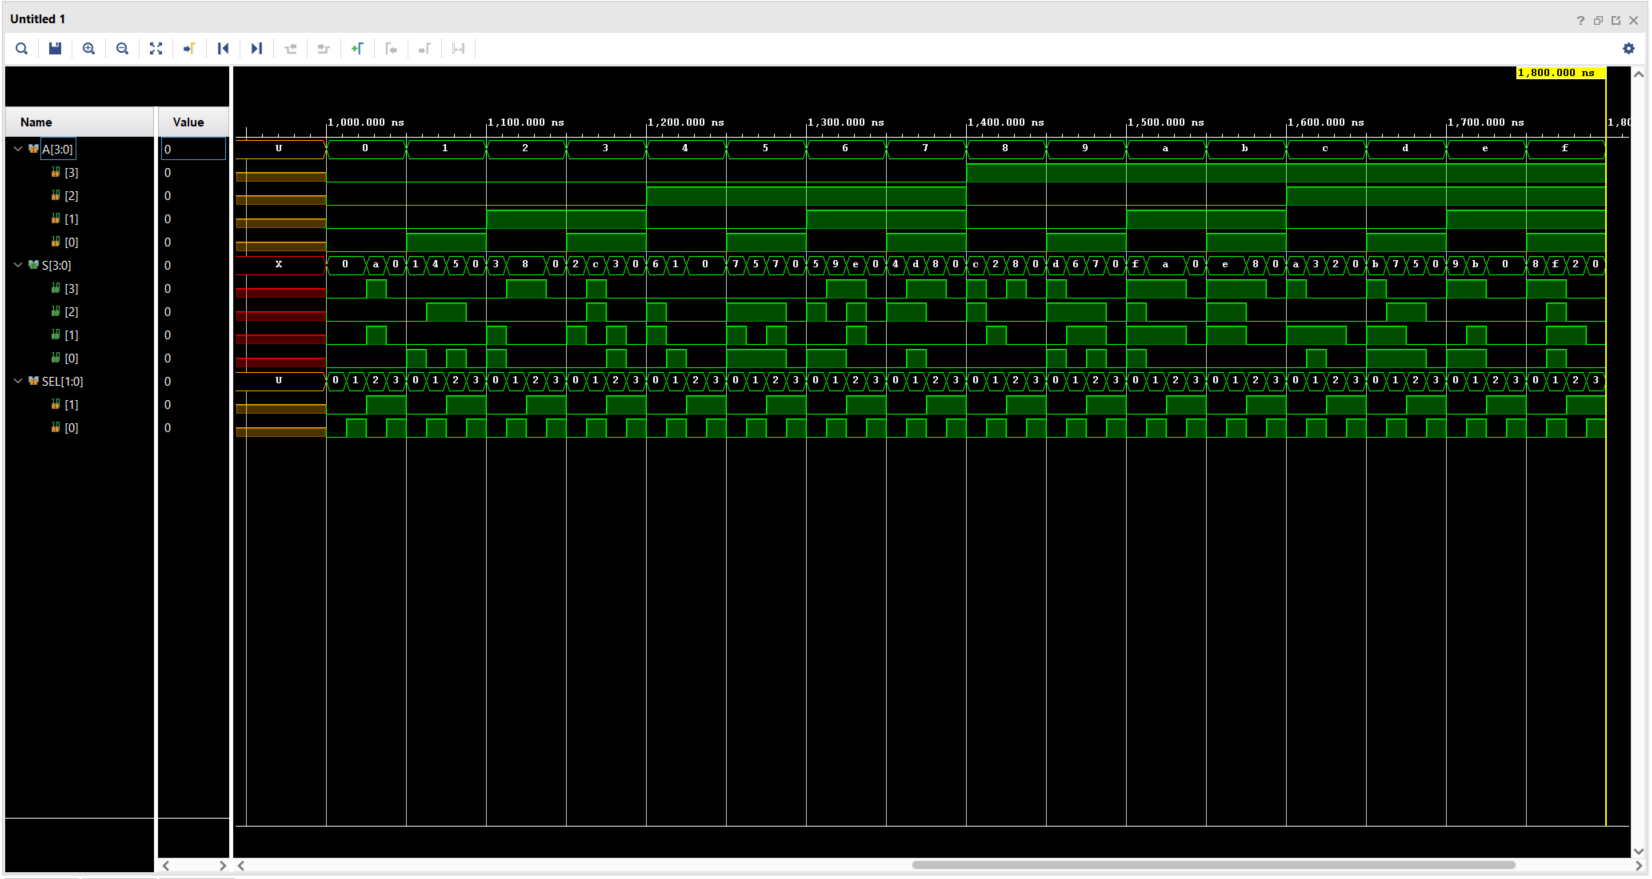 Untitled 1
1,800.000 ns
Name Value
1,000.000 ns 1,100.000 ns 1,200.000 ns 1,300.000 ns 1,400.000 ns 1,500.000 ns 1,600.000 ns 1,700.000 ns 1,80
A[3:0] 0 U 0 1 2 3 4 5 6 7 8 9 a b c d e f
[3] 0
[2] 0
[1] 0
[0] 0
S[3:0] 0 X 0 a 0 1 4 5 0 3 8 0 2 c 3 0 6 1 0 7 5 7 0 5 9 e 0 4 d 8 0 c 2 8 0 d 6 7 0 f a 0 e 8 0 a 3 2 0 b 7 5 0 9 b 0 8 f 2 0
[3] 0
[2] 0
[1] 0
[0] 0
SEL[1:0] 0 U 0 1 2 3 0 1 2 3 0 1 2 3 0 1 2 3 0 1 2 3 0 1 2 3 0 1 2 3 0 1 2 3 0 1 2 3 0 1 2 3 0 1 2 3 0 1 2 3 0 1 2 3 0 1 2 3 0 1 2 3 0 1 2 3
[1] 0
[0] 0